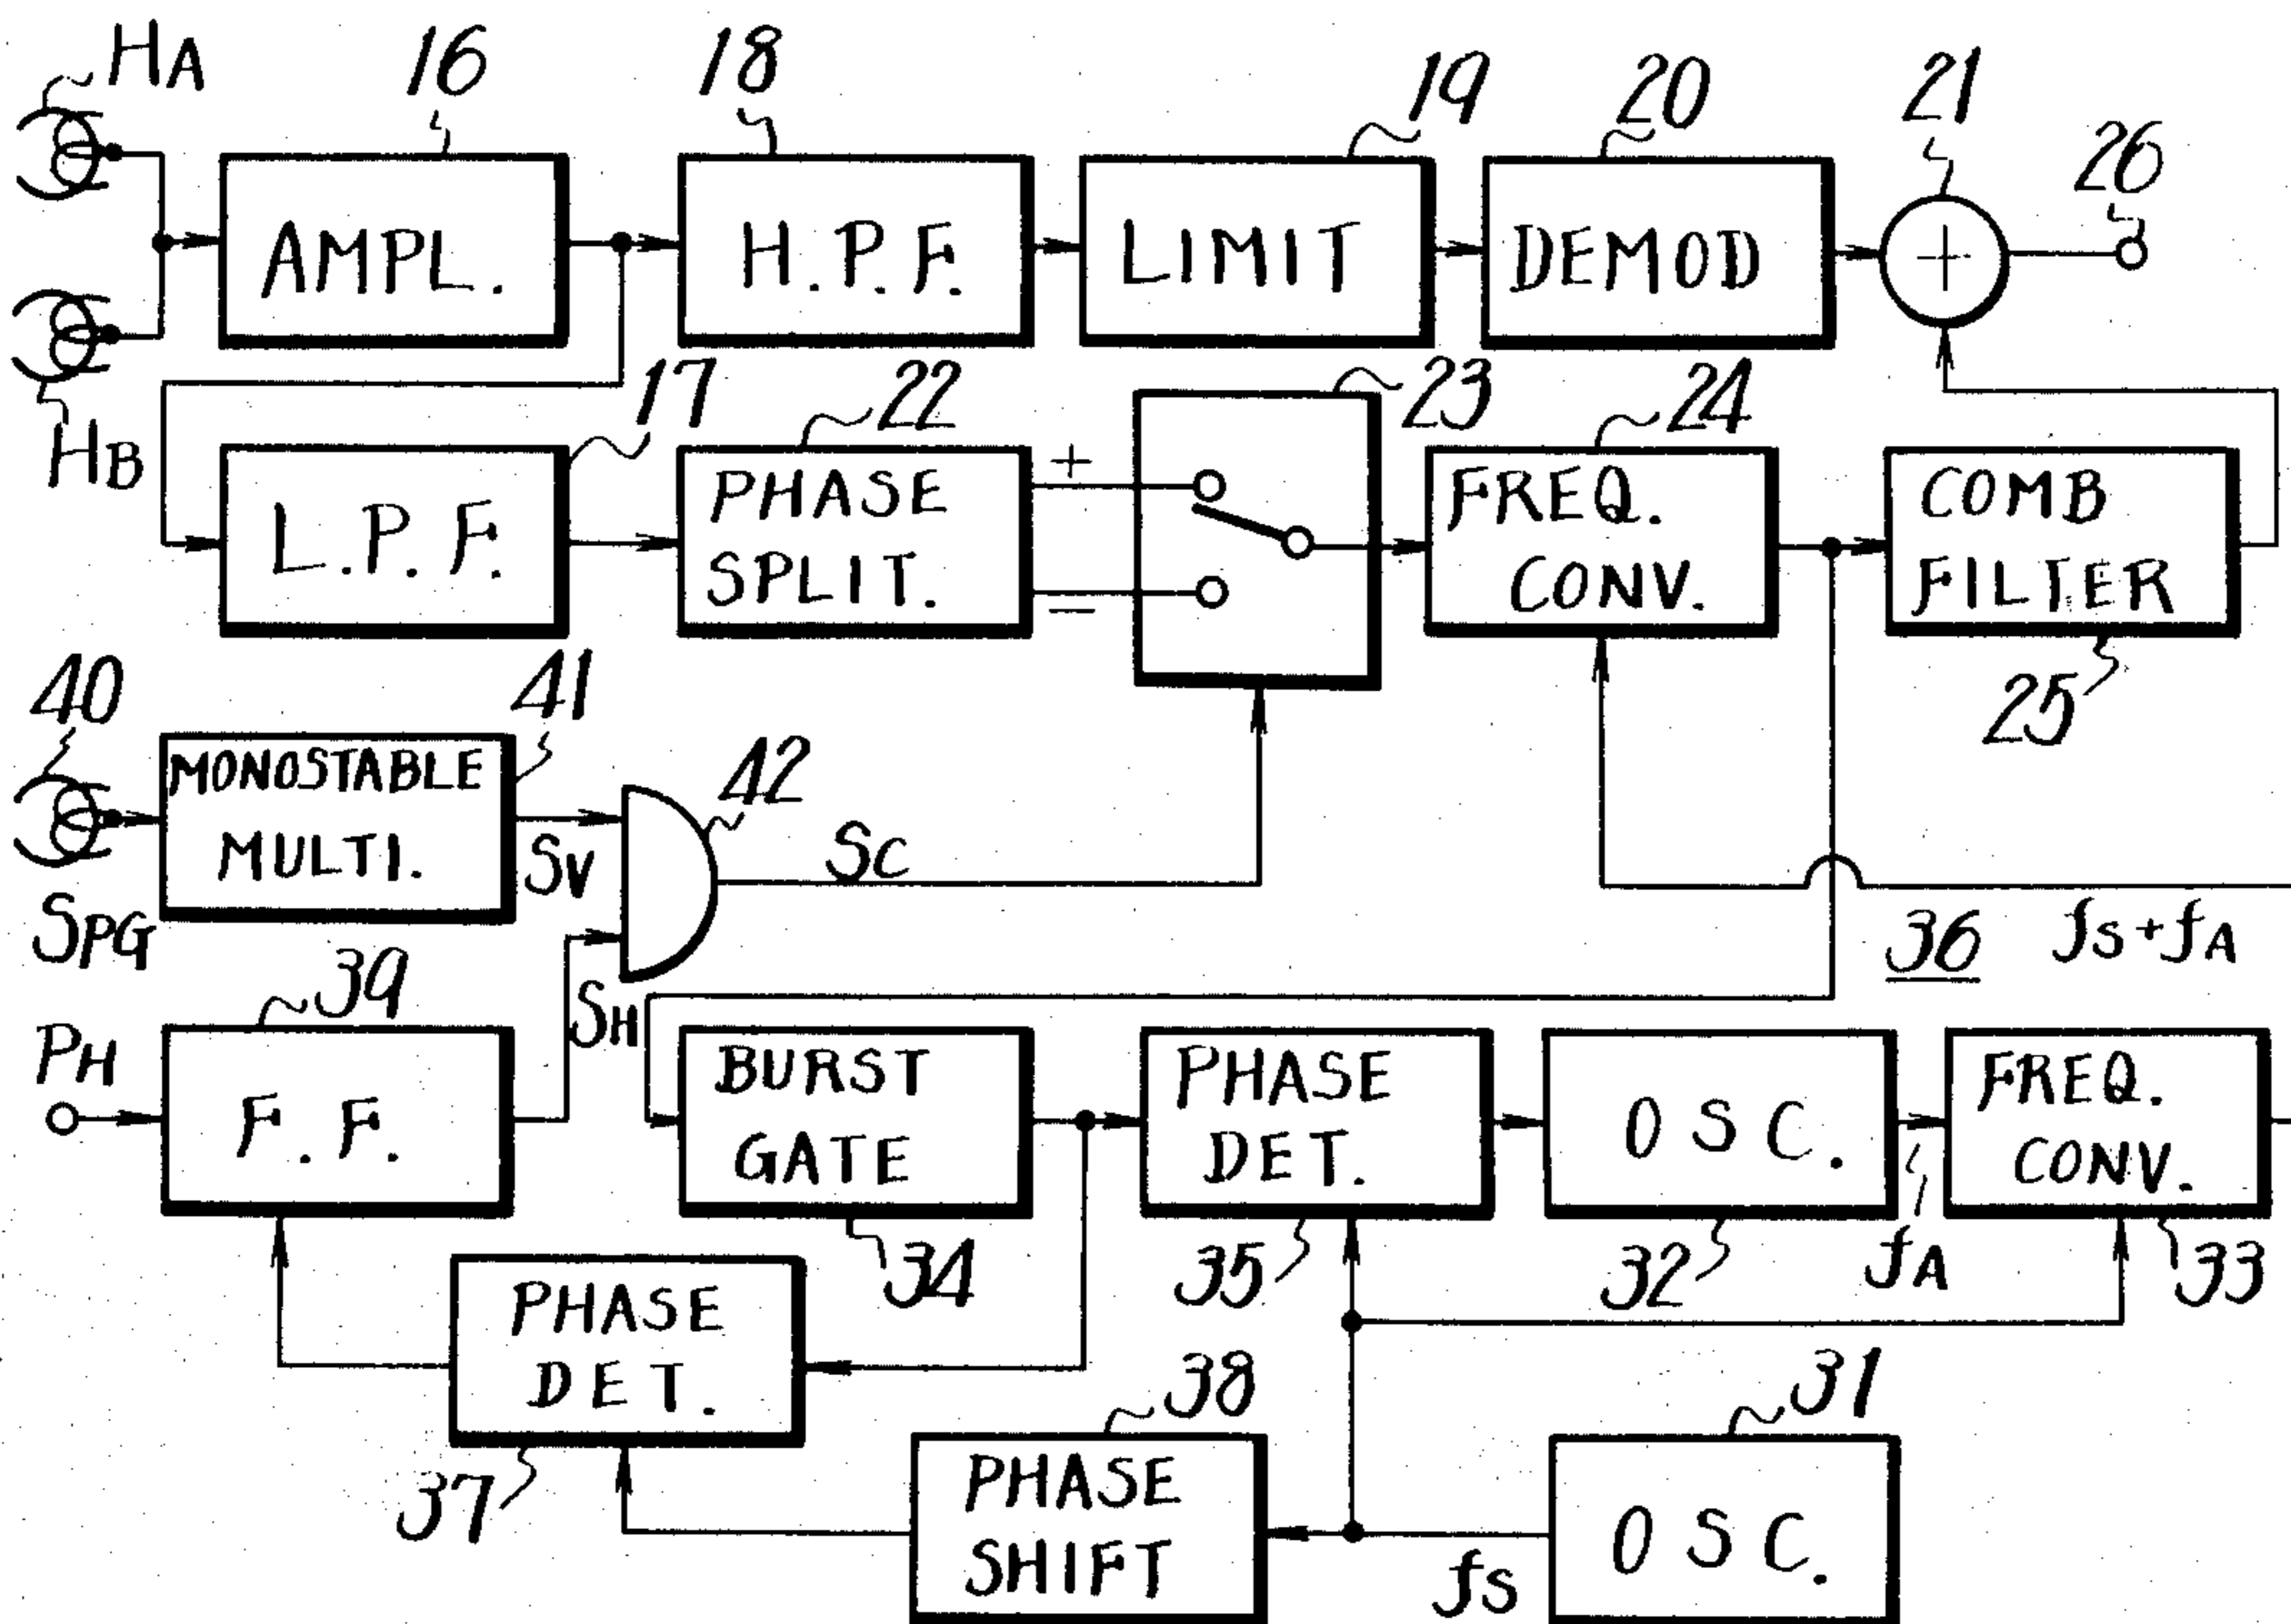 HA
16
18
19
20
21
26
AMPL.
H.P.F.
LIMIT
DEMOD
+
HB
17
22
23
24
L.P.F.
PHASE
SPLIT.
+
−
FREQ.
CONV.
COMB
FILTER
25
40
41
42
MONOSTABLE
MULTI.
SPG
SV
SC
36
fS+fA
39
SH
PH
F.F.
BURST
GATE
PHASE
DET.
OSC.
FREQ.
CONV.
34
35
32
fA
33
PHASE
DET.
37
38
31
PHASE
SHIFT
fS
OSC.